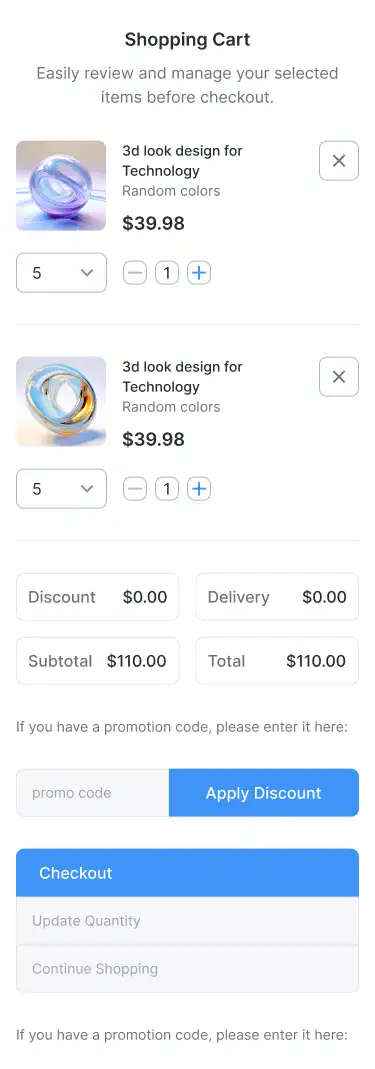 Shopping Cart
Easily review and manage your selected
items before checkout.
3d look design for
Technology
Random colors
$39.98
5
1
3d look design for
Technology
Random colors
$39.98
5
1
Discount $0.00
Delivery $0.00
Subtotal $110.00
Total $110.00
If you have a promotion code, please enter it here:
promo code
Apply Discount
Checkout
Update Quantity
Continue Shopping
If you have a promotion code, please enter it here: